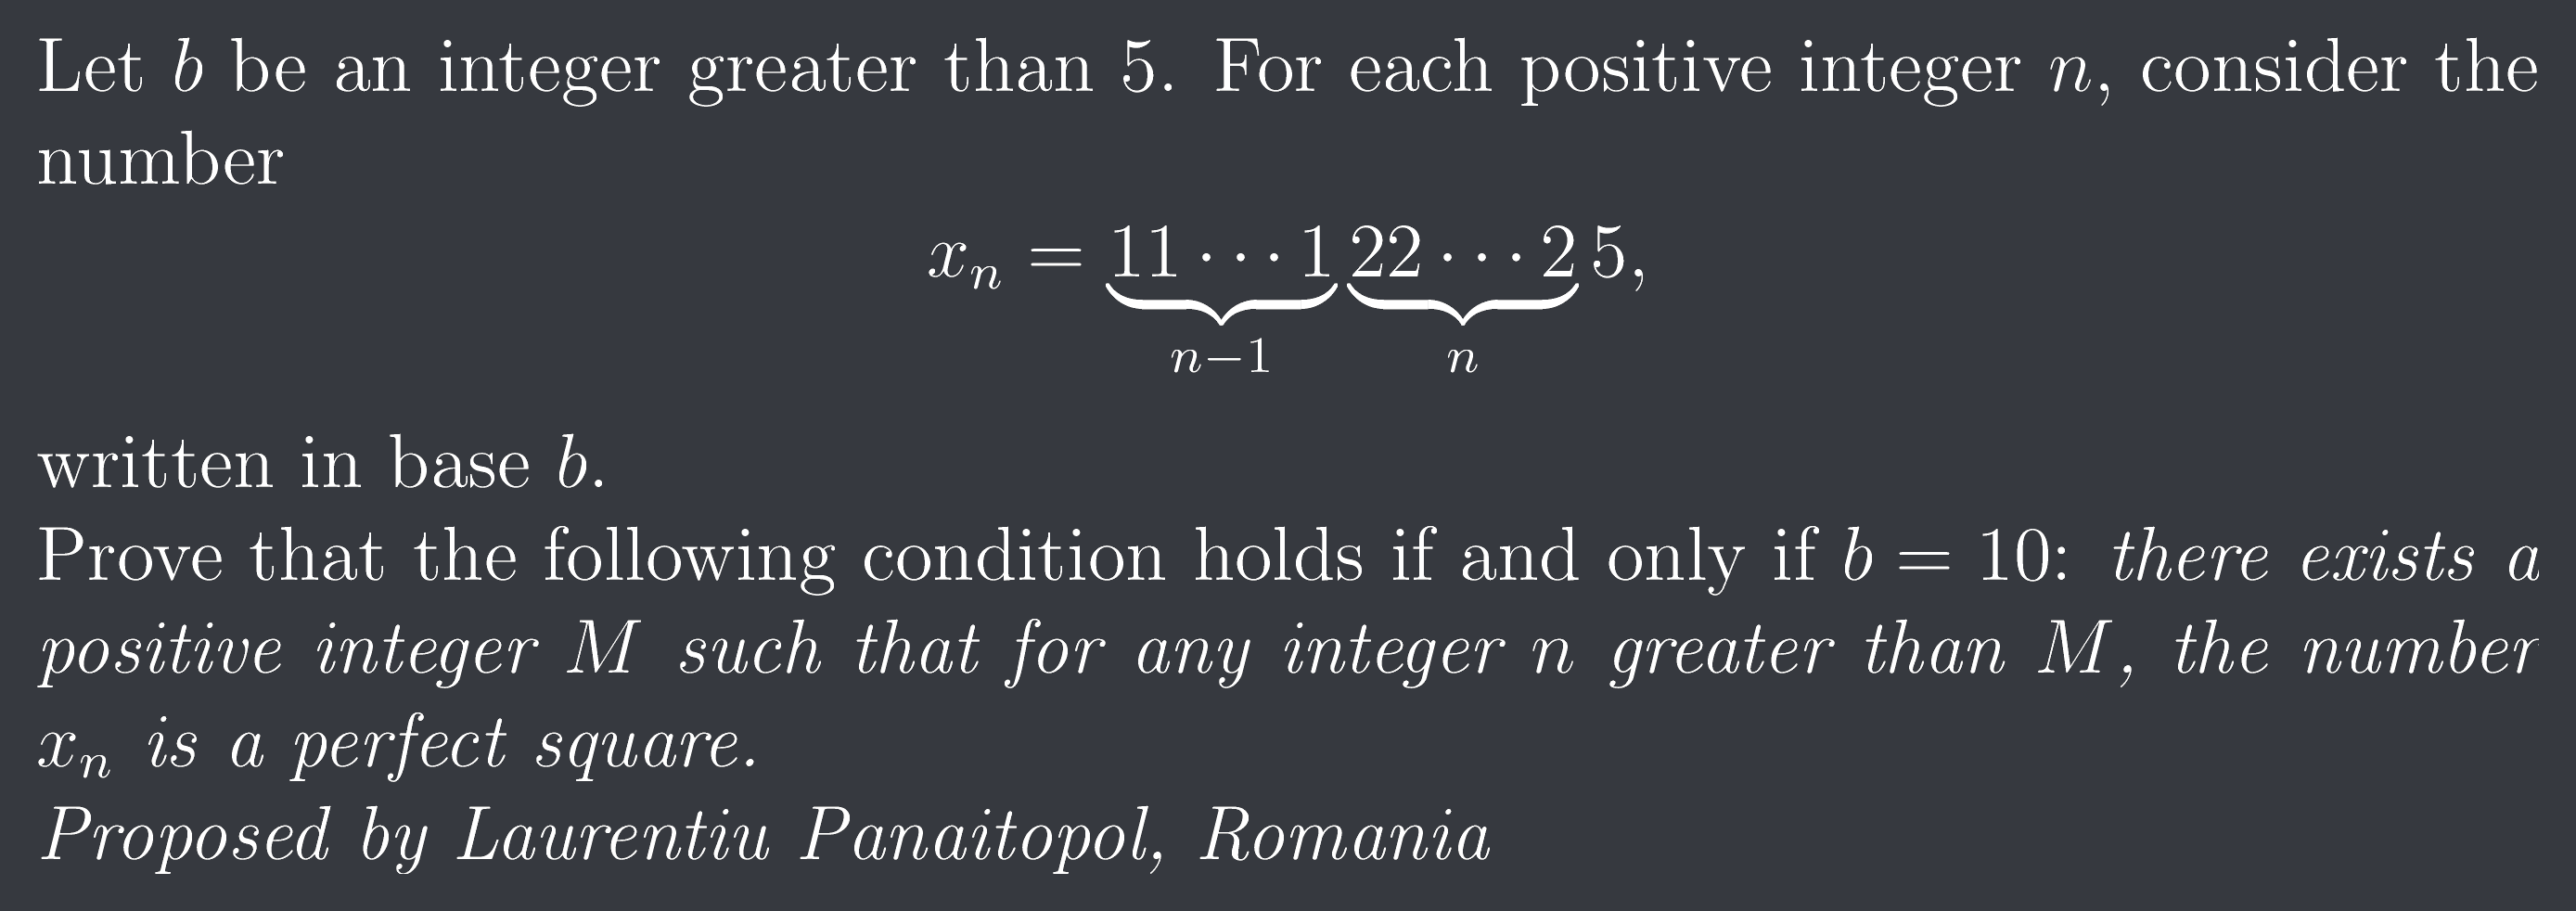 Let b be an integer greater than 5. For each positive integer n, consider the
number
xₙ = 11 ⋯ 1 22 ⋯ 2 5,
n−1 n
written in base b.
Prove that the following condition holds if and only if b = 10: there exists a
positive integer M such that for any integer n greater than M, the number
xₙ is a perfect square.
Proposed by Laurentiu Panaitopol, Romania